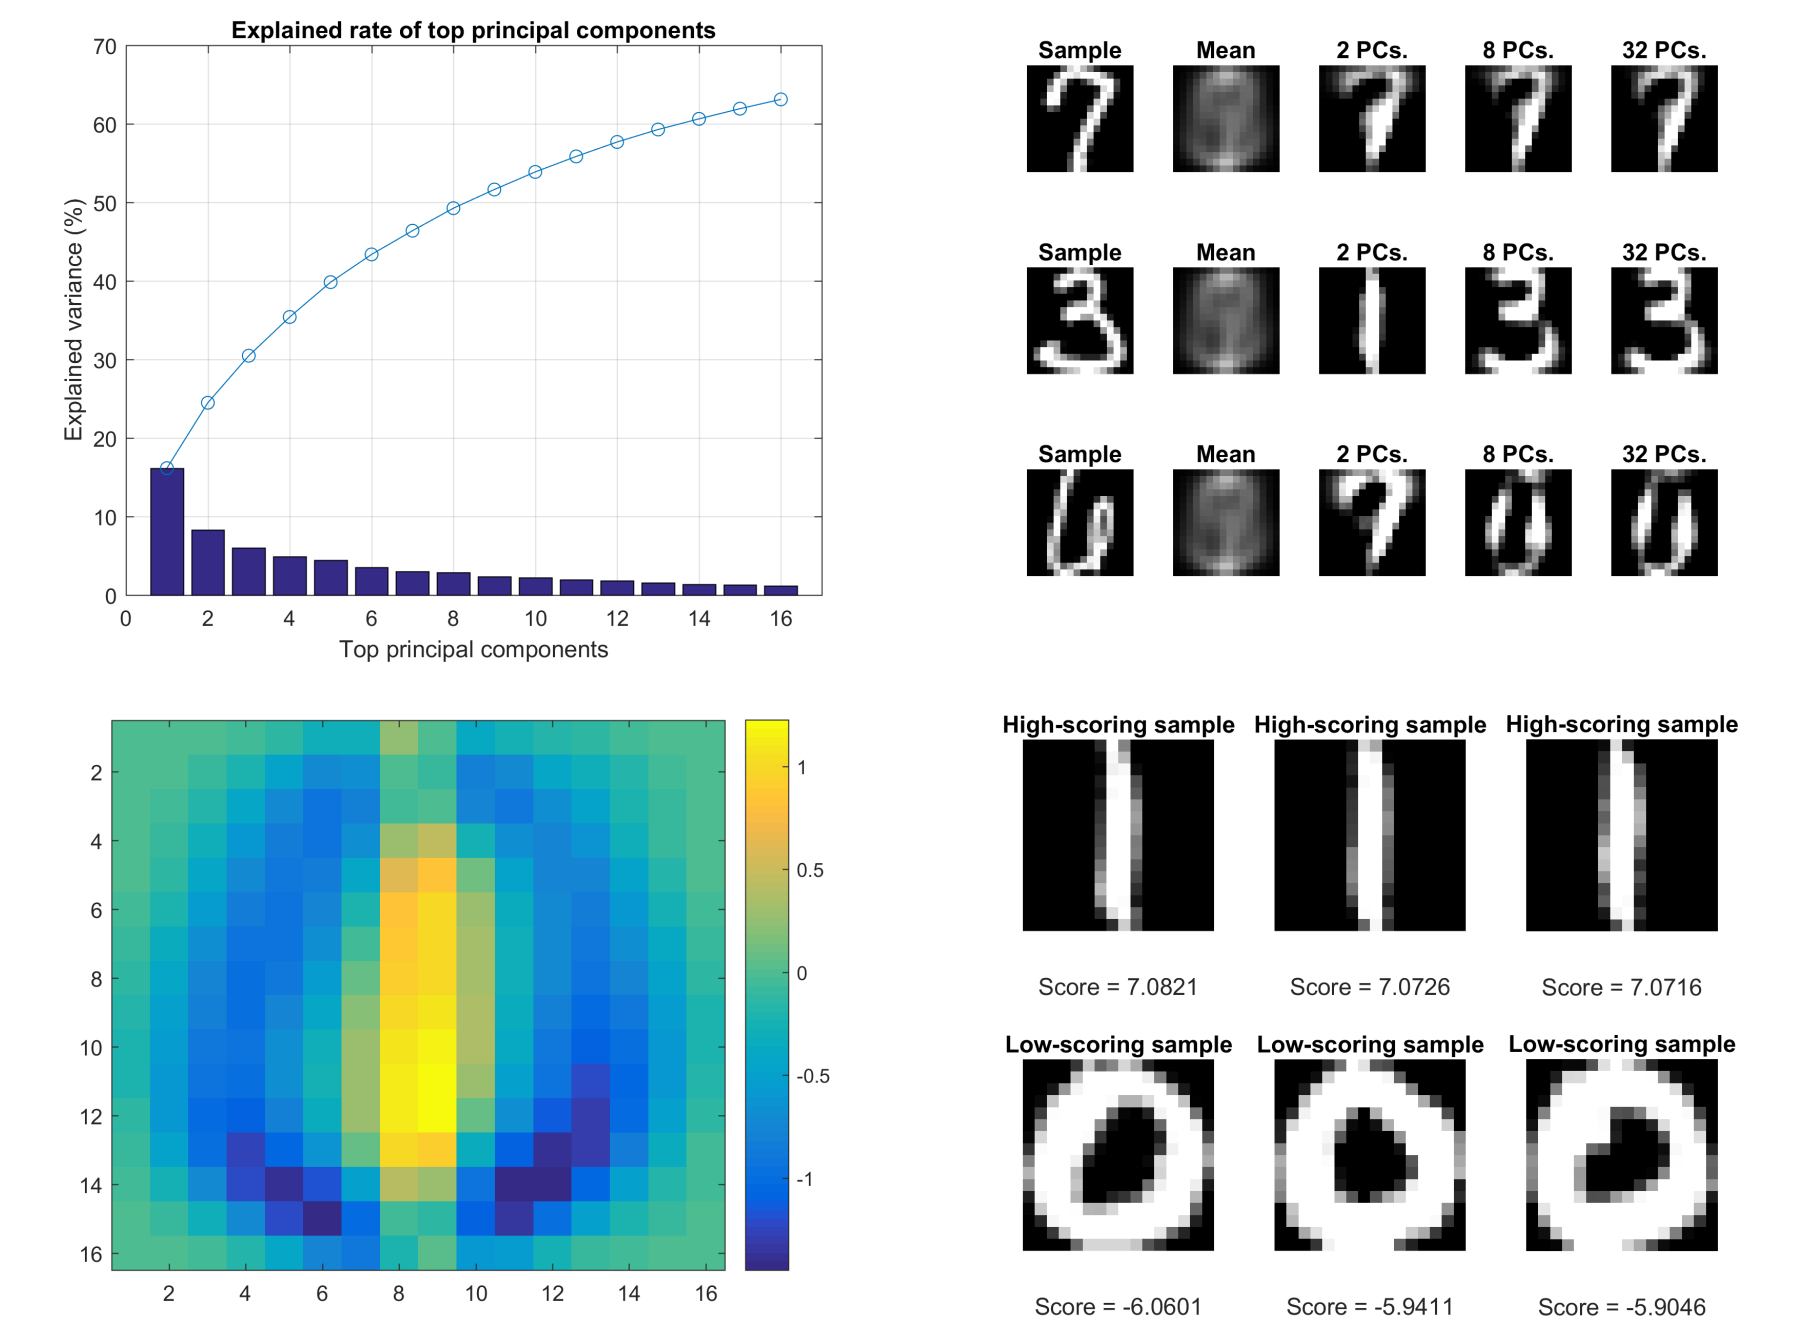 Explained rate of top principal components
70
60
50
40
30
20
10
0
Explained variance (%)
0 2 4 6 8 10 12 14 16
Top principal components
Sample Mean 2 PCs. 8 PCs. 32 PCs.
Sample Mean 2 PCs. 8 PCs. 32 PCs.
Sample Mean 2 PCs. 8 PCs. 32 PCs.
2
4
6
8
10
12
14
16
2 4 6 8 10 12 14 16
1
0.5
0
-0.5
-1
High-scoring sample High-scoring sample High-scoring sample
Score = 7.0821 Score = 7.0726 Score = 7.0716
Low-scoring sample Low-scoring sample Low-scoring sample
Score = -6.0601 Score = -5.9411 Score = -5.9046